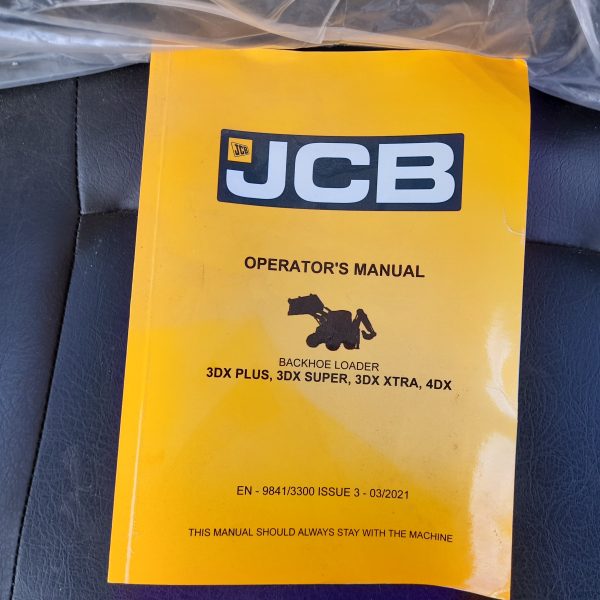 JCB
JCB
OPERATOR'S MANUAL
BACKHOE LOADER
3DX PLUS, 3DX SUPER, 3DX XTRA, 4DX
EN - 9841/3300 ISSUE 3 - 03/2021
THIS MANUAL SHOULD ALWAYS STAY WITH THE MACHINE